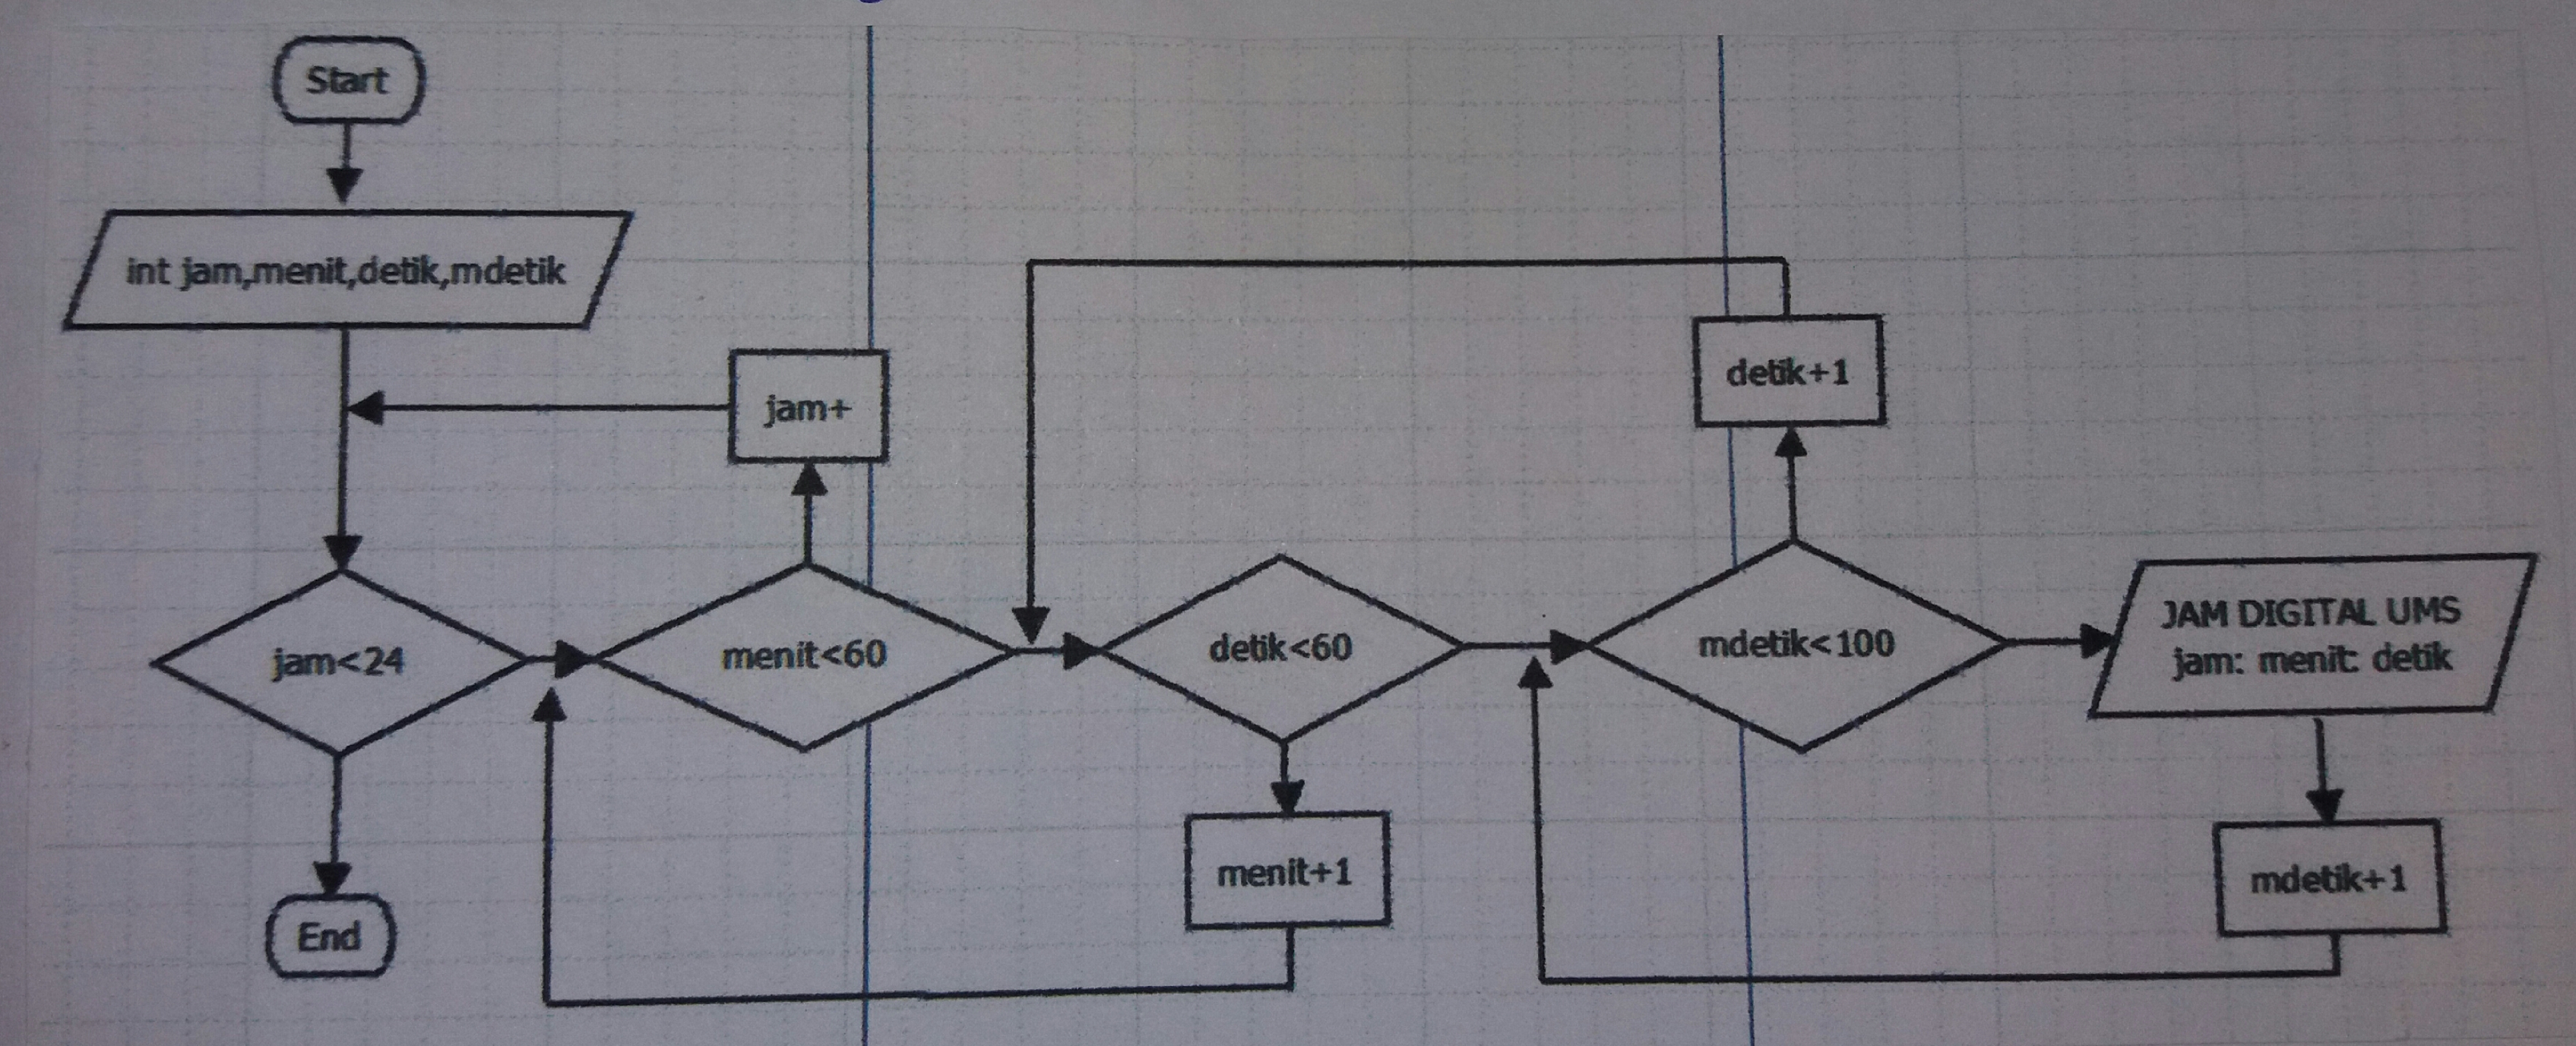 Start
int jam,menit,detik,mdetik
jam+
detik+1
jam<24
menit<60
detik<60
mdetik<100
JAM DIGITAL UMS
jam: menit: detik
menit+1
mdetik+1
End